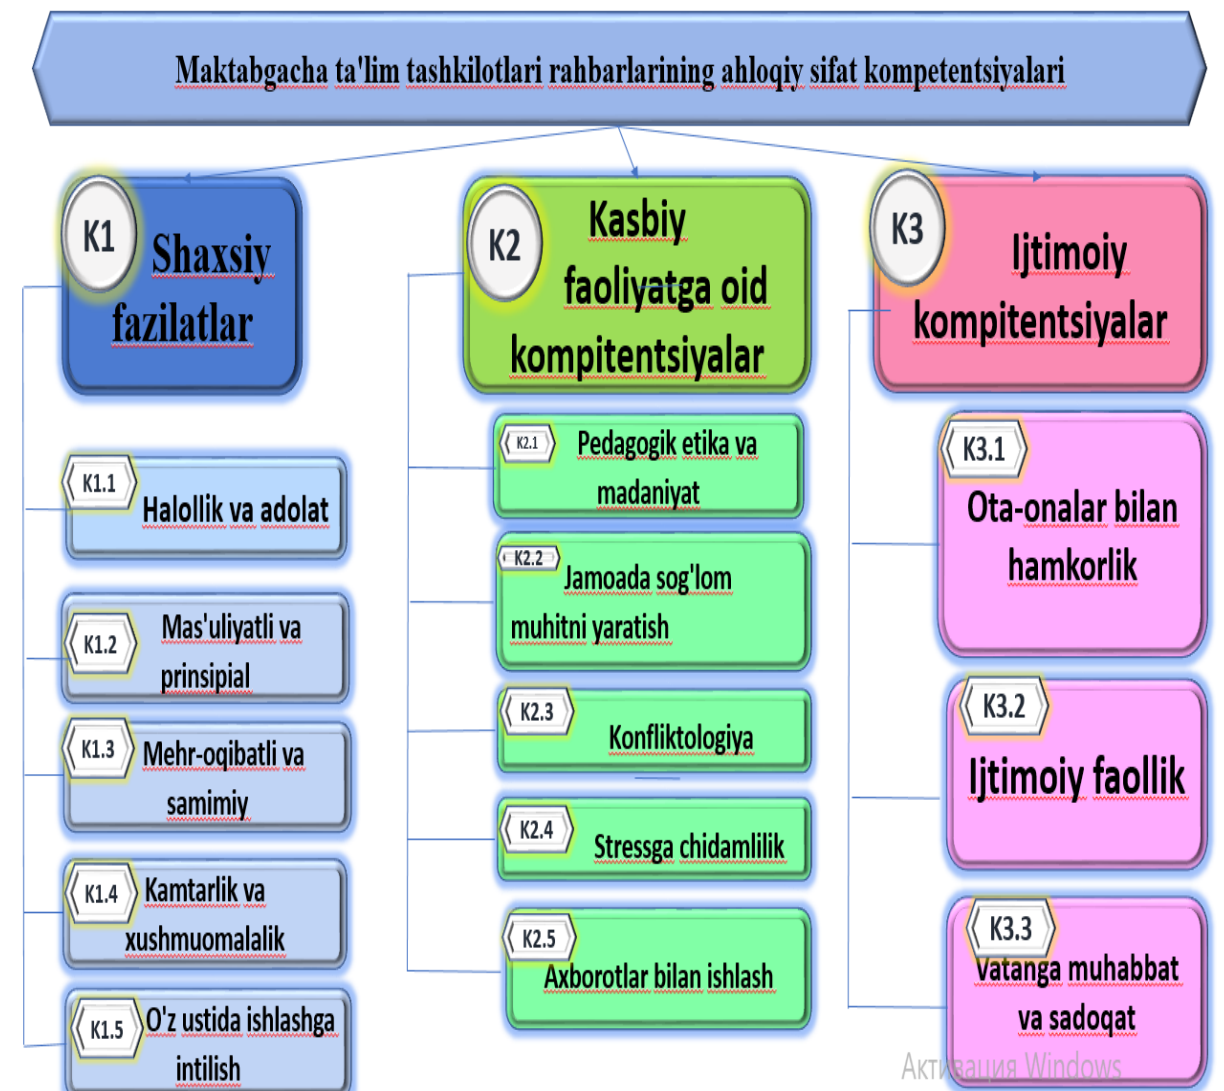 Maktabgacha ta'lim tashkilotlari rahbarlarining ahloqiy sifat kompetentsiyalari
K1
Shaxsiy
fazilatlar
K1.1
Halollik va adolat
K1.2
Mas'uliyatli va
prinsipial
K1.3
Mehr-oqibatli va
samimiy
K1.4
Kamtarlik va
xushmuomalalik
K1.5
O'z ustida ishlashga
intilish
K2
Kasbiy
faoliyatga oid
kompitentsiyalar
K2.1
Pedagogik etika va
madaniyat
K2.2
Jamoada sog'lom
muhitni yaratish
K2.3
Konfliktologiya
K2.4
Stressga chidamlilik
K2.5
Axborotlar bilan ishlash
K3
Ijtimoiy
kompitentsiyalar
K3.1
Ota-onalar bilan
hamkorlik
K3.2
Ijtimoiy faollik
K3.3
Vatanga muhabbat
va sadoqat
Активация Windows